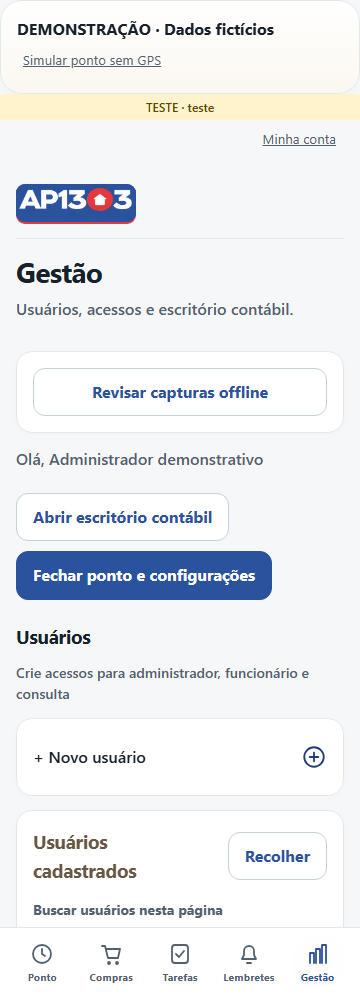 DEMONSTRAÇÃO · Dados fictícios
Simular ponto sem GPS
TESTE · teste
Minha conta
AP1303
Gestão
Usuários, acessos e escritório contábil.
Revisar capturas offline
Olá, Administrador demonstrativo
Abrir escritório contábil
Fechar ponto e configurações
Usuários
Crie acessos para administrador, funcionário e
consulta
+ Novo usuário
Usuários
cadastrados
Recolher
Buscar usuários nesta página
Ponto
Compras
Tarefas
Lembretes
Gestão